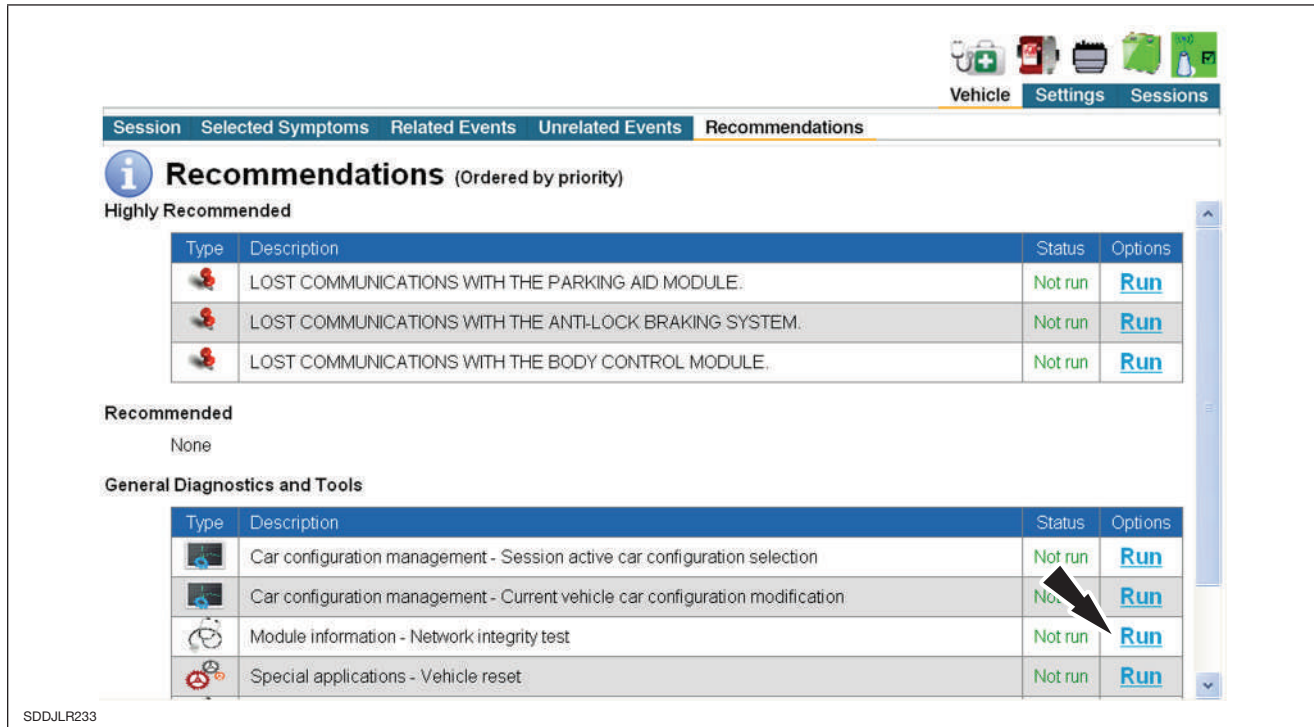 Vehicle Settings Sessions
Session Selected Symptoms Related Events Unrelated Events Recommendations
Recommendations (Ordered by priority)
Highly Recommended
Type Description Status Options
LOST COMMUNICATIONS WITH THE PARKING AID MODULE. Not run Run
LOST COMMUNICATIONS WITH THE ANTI-LOCK BRAKING SYSTEM. Not run Run
LOST COMMUNICATIONS WITH THE BODY CONTROL MODULE. Not run Run
Recommended
None
General Diagnostics and Tools
Type Description Status Options
Car configuration management - Session active car configuration selection Not run Run
Car configuration management - Current vehicle car configuration modification Run
Module information - Network integrity test Not run Run
Special applications - Vehicle reset Not run Run
SDDJLR233